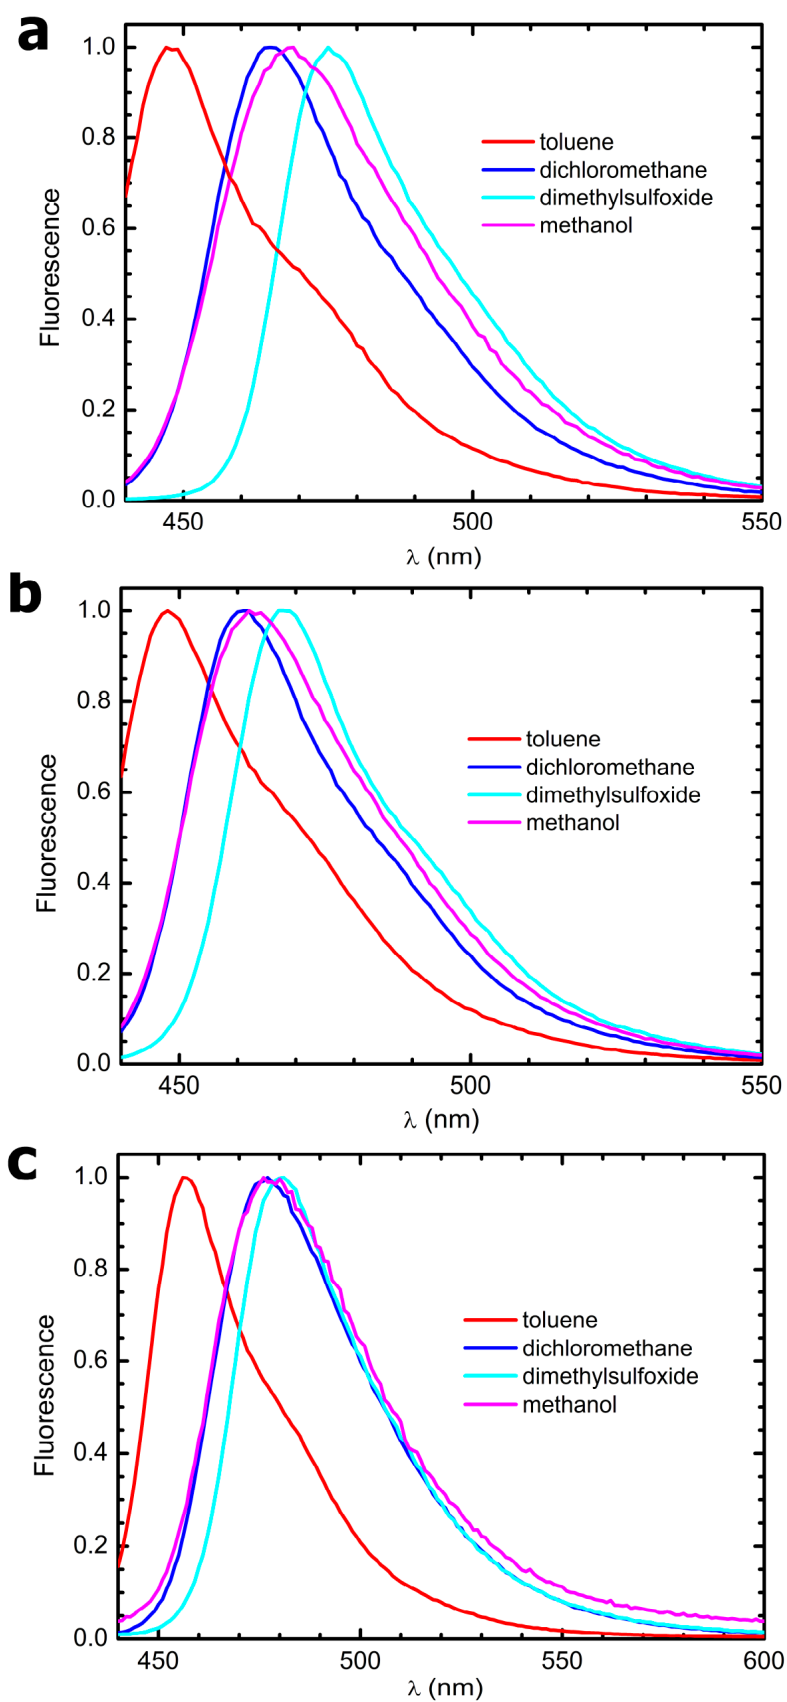 a
1.0
0.8
0.6
0.4
0.2
0.0
Fluorescence
toluene
dichloromethane
dimethylsulfoxide
methanol
450
500
550
λ (nm)
b
1.0
0.8
0.6
0.4
0.2
0.0
Fluorescence
toluene
dichloromethane
dimethylsulfoxide
methanol
450
500
550
λ (nm)
c
1.0
0.8
0.6
0.4
0.2
0.0
Fluorescence
toluene
dichloromethane
dimethylsulfoxide
methanol
450
500
550
600
λ (nm)